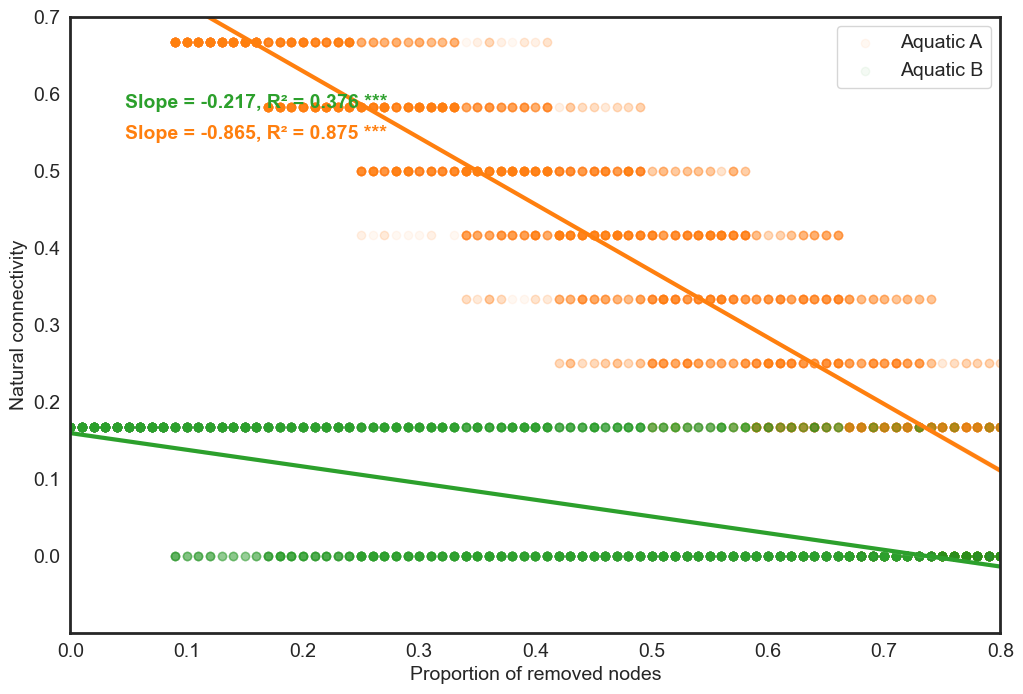 0.7
0.6
0.5
0.4
0.3
0.2
0.1
0.0
Natural connectivity
Aquatic A
Aquatic B
Slope = -0.217, R² = 0.376 ***
Slope = -0.865, R² = 0.875 ***
0.0 0.1 0.2 0.3 0.4 0.5 0.6 0.7 0.8
Proportion of removed nodes